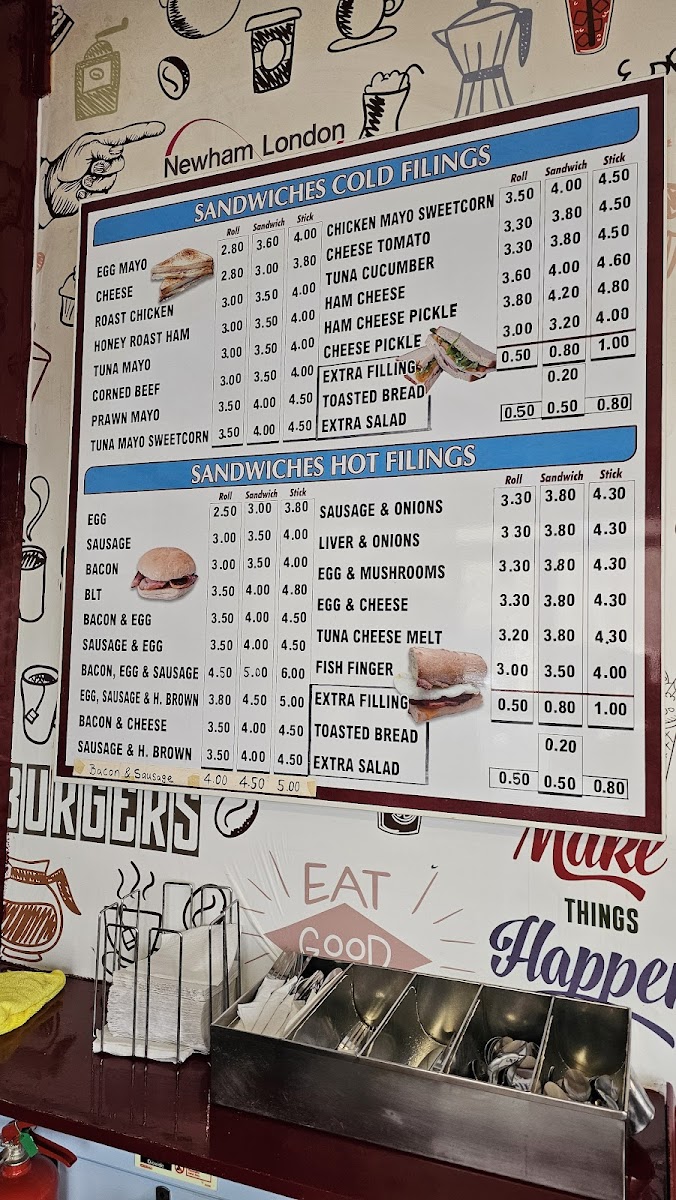 Newham London
SANDWICHES COLD FILINGS
Roll Sandwich Stick
EGG MAYO 2.80 3.60 4.00
CHEESE 2.80 3.00 3.80
ROAST CHICKEN 3.00 3.50 4.00
HONEY ROAST HAM 3.00 3.50 4.00
TUNA MAYO 3.00 3.50 4.00
CORNED BEEF 3.00 3.50 4.00
PRAWN MAYO 3.50 4.00 4.50
TUNA MAYO SWEETCORN 3.50 4.00 4.50
Roll Sandwich Stick
CHICKEN MAYO SWEETCORN 3.50 4.00 4.50
CHEESE TOMATO 3.30 3.80 4.50
TUNA CUCUMBER 3.30 3.80 4.50
HAM CHEESE 3.60 4.00 4.60
HAM CHEESE PICKLE 3.80 4.20 4.80
CHEESE PICKLE 3.00 3.20 4.00
EXTRA FILLING 0.50 0.80 1.00
TOASTED BREAD 0.20
EXTRA SALAD 0.50 0.50 0.80
SANDWICHES HOT FILINGS
Roll Sandwich Stick
EGG 2.50 3.00 3.80
SAUSAGE 3.00 3.50 4.00
BACON 3.00 3.50 4.00
BLT 3.50 4.00 4.80
BACON & EGG 3.50 4.00 4.50
SAUSAGE & EGG 3.50 4.00 4.50
BACON, EGG & SAUSAGE 4.50 5.00 6.00
EGG, SAUSAGE & H. BROWN 3.80 4.50 5.00
BACON & CHEESE 3.50 4.00 4.50
SAUSAGE & H. BROWN 3.50 4.00 4.50
Bacon & Sausage 4.00 4.50 5.00
Roll Sandwich Stick
SAUSAGE & ONIONS 3.30 3.80 4.30
LIVER & ONIONS 3 30 3.80 4.30
EGG & MUSHROOMS 3.30 3.80 4.30
EGG & CHEESE 3.30 3.80 4.30
TUNA CHEESE MELT 3.20 3.80 4.30
FISH FINGER 3.00 3.50 4.00
EXTRA FILLING 0.50 0.80 1.00
TOASTED BREAD 0.20
EXTRA SALAD 0.50 0.50 0.80
BURGERS
EAT
GOOD
Make
THINGS
Happen